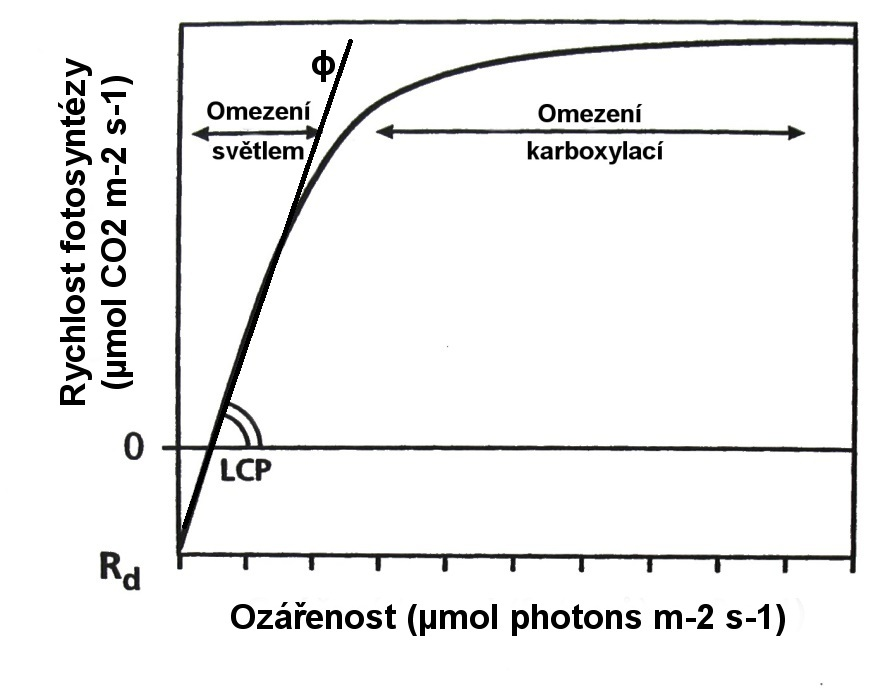 Rychlost fotosyntézy
(µmol CO2 m-2 s-1)
ϕ
Omezení
světlem
Omezení
karboxylací
0
LCP
Rd
Ozářenost (µmol photons m-2 s-1)